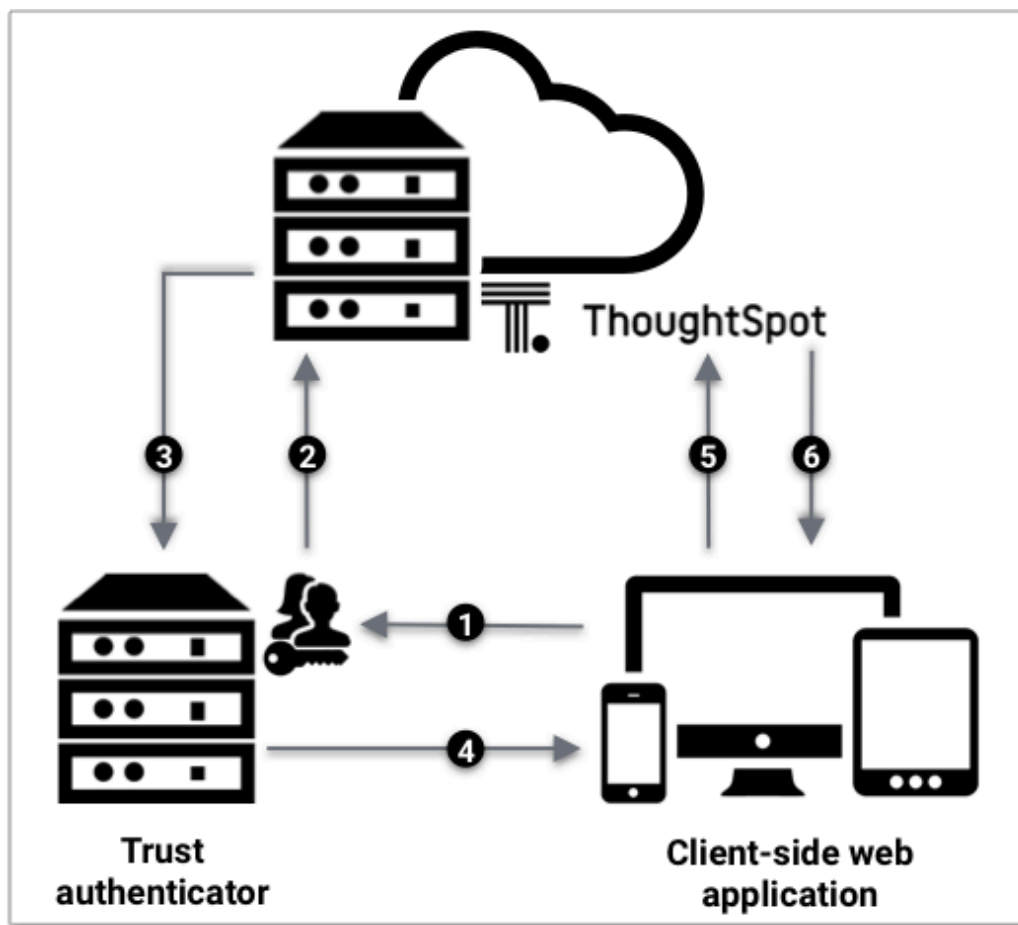 ThoughtSpot
3
2
5
6
1
4
Trust
authenticator
Client-side web
application